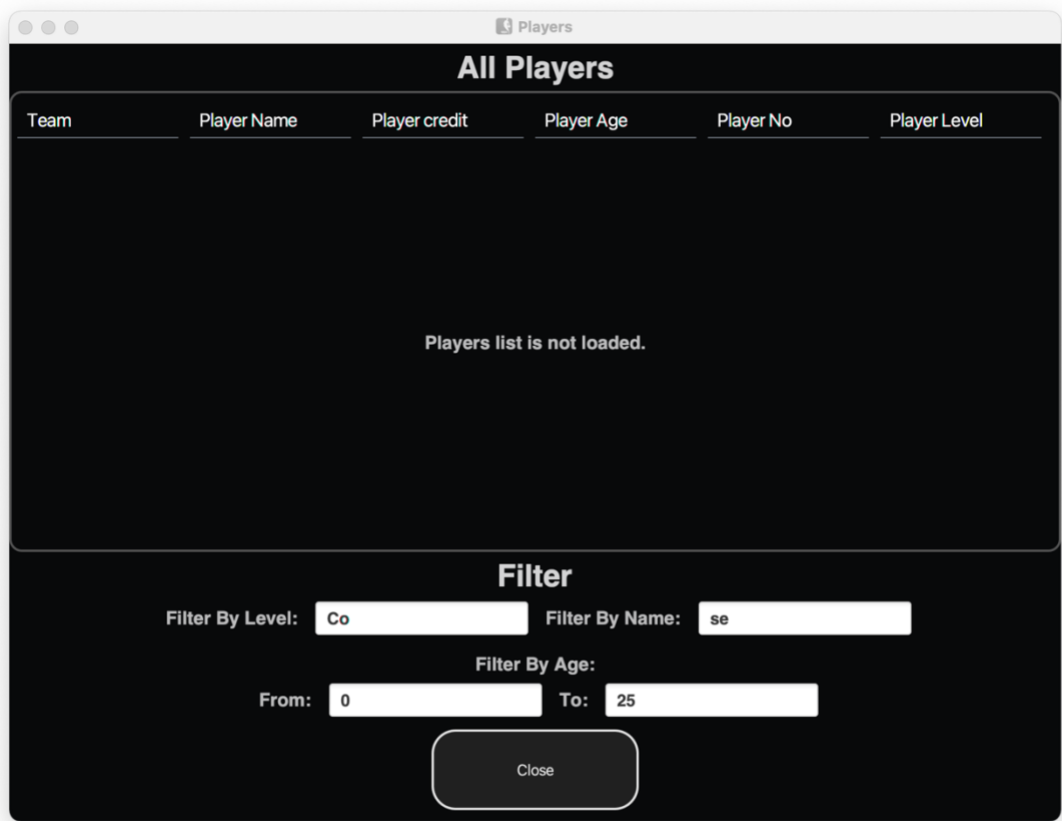 Players
All Players
Team Player Name Player credit Player Age Player No Player Level
Players list is not loaded.
Filter
Filter By Level: Co Filter By Name: se
Filter By Age:
From: 0 To: 25
Close